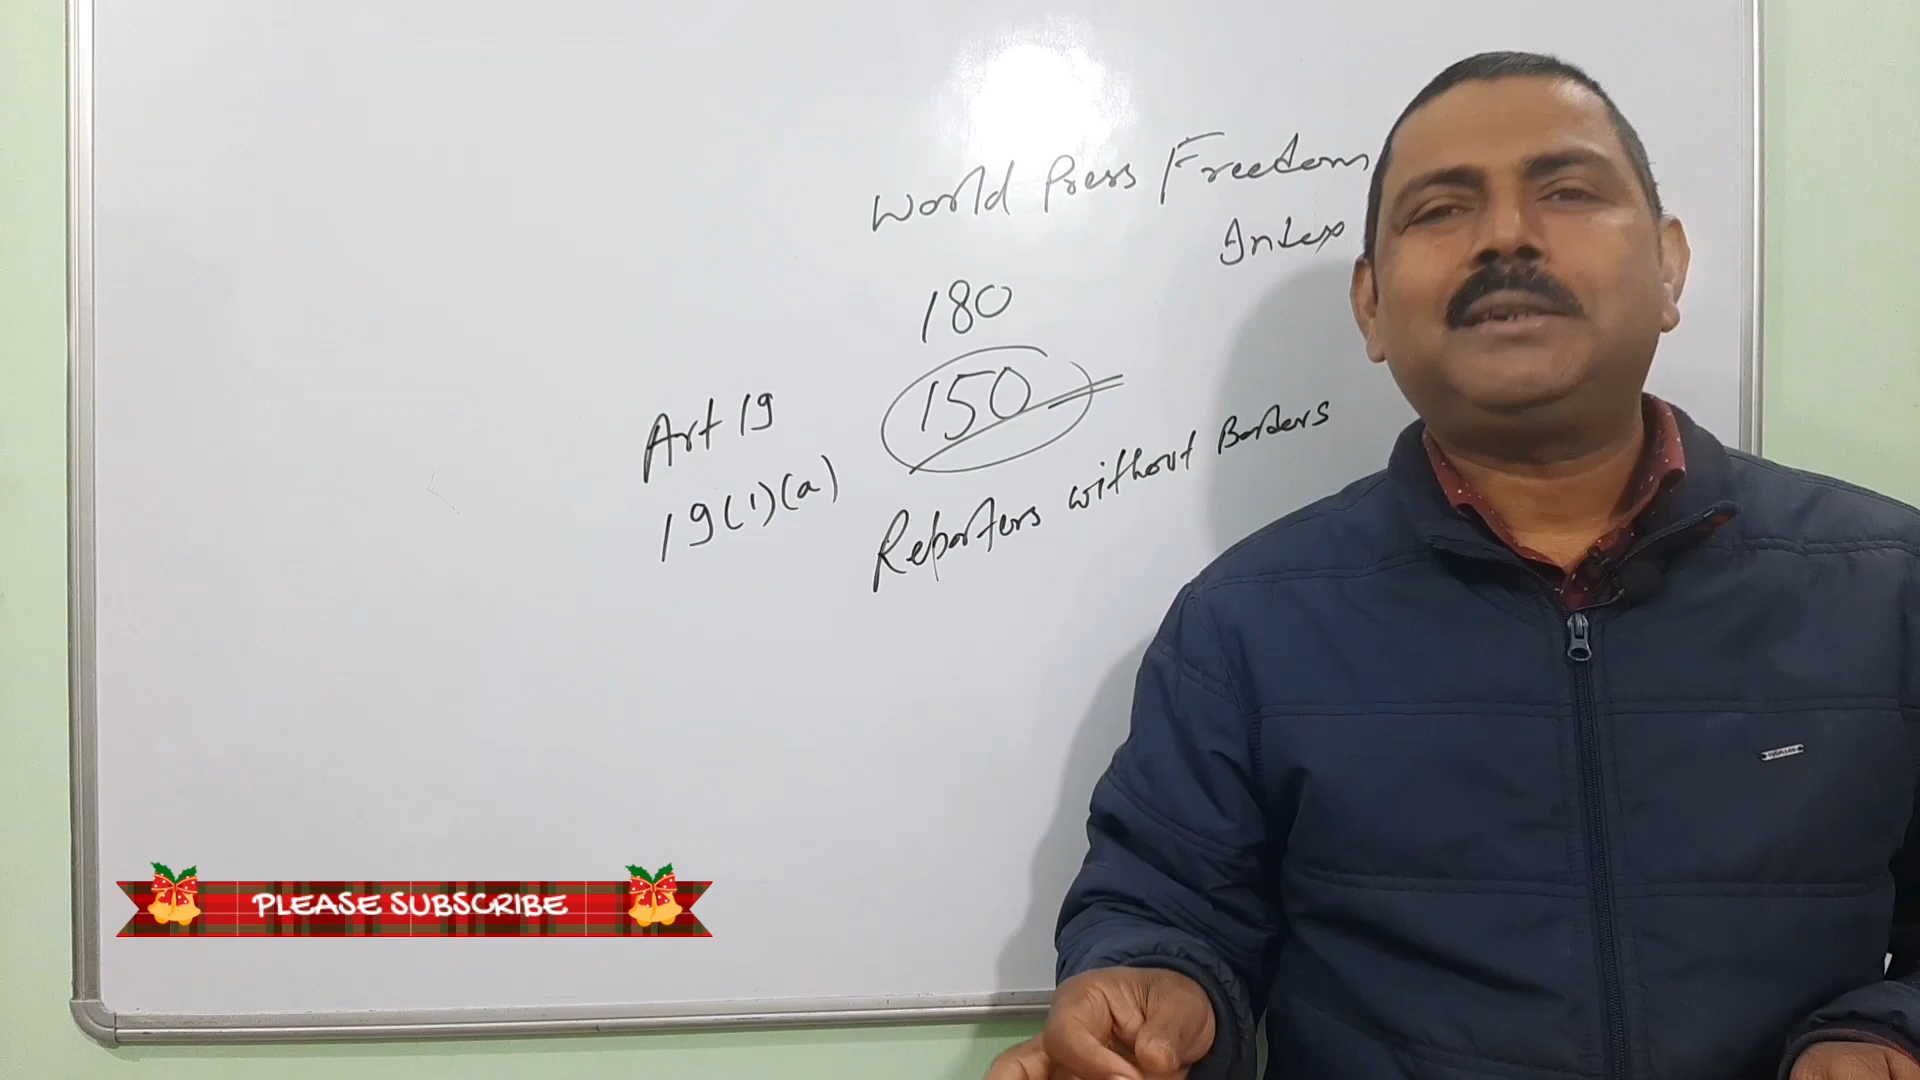 World Press Freedom
Index
180
150
Art 19
19(1)(a)
Reporters without Borders
PLEASE SUBSCRIBE